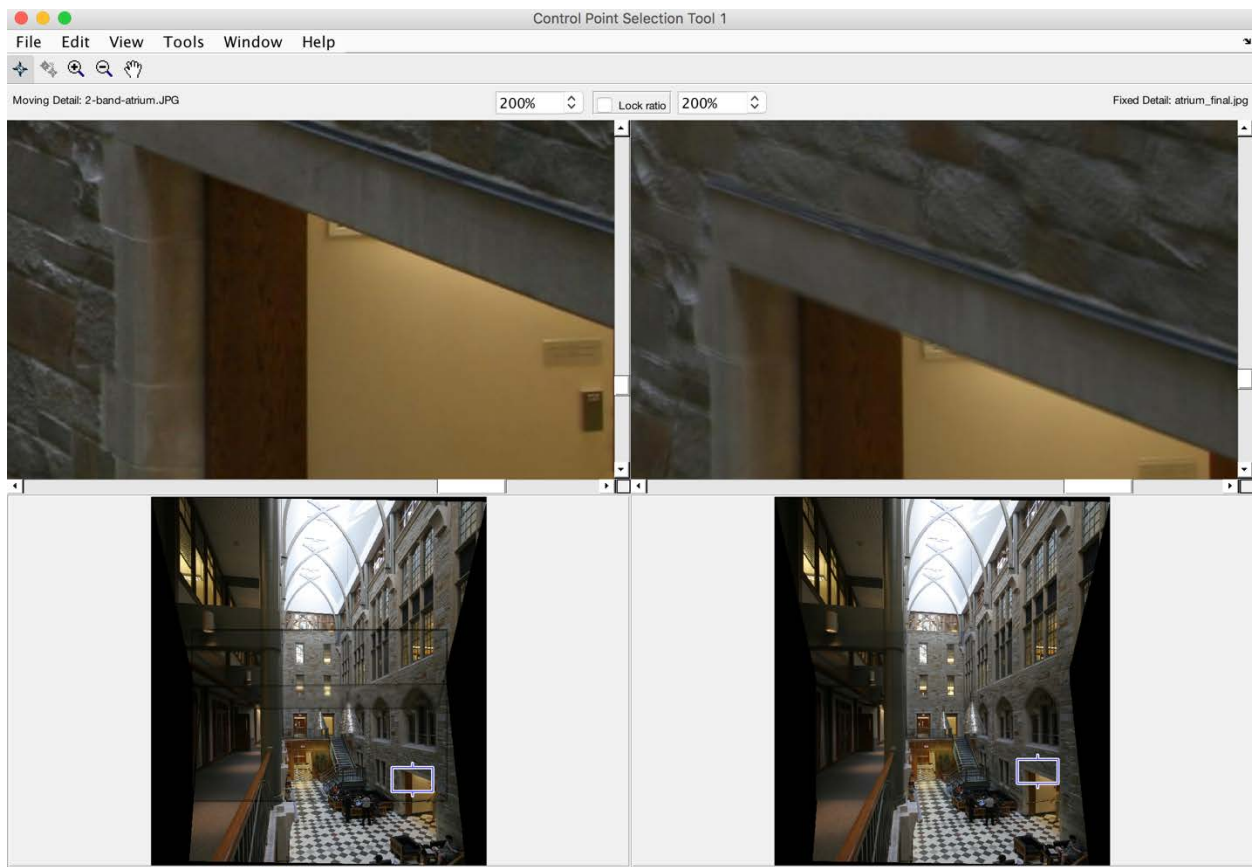 Control Point Selection Tool 1
File Edit View Tools Window Help
Moving Detail: 2-band-atrium.JPG
200%
Lock ratio
200%
Fixed Detail: atrium_final.jpg